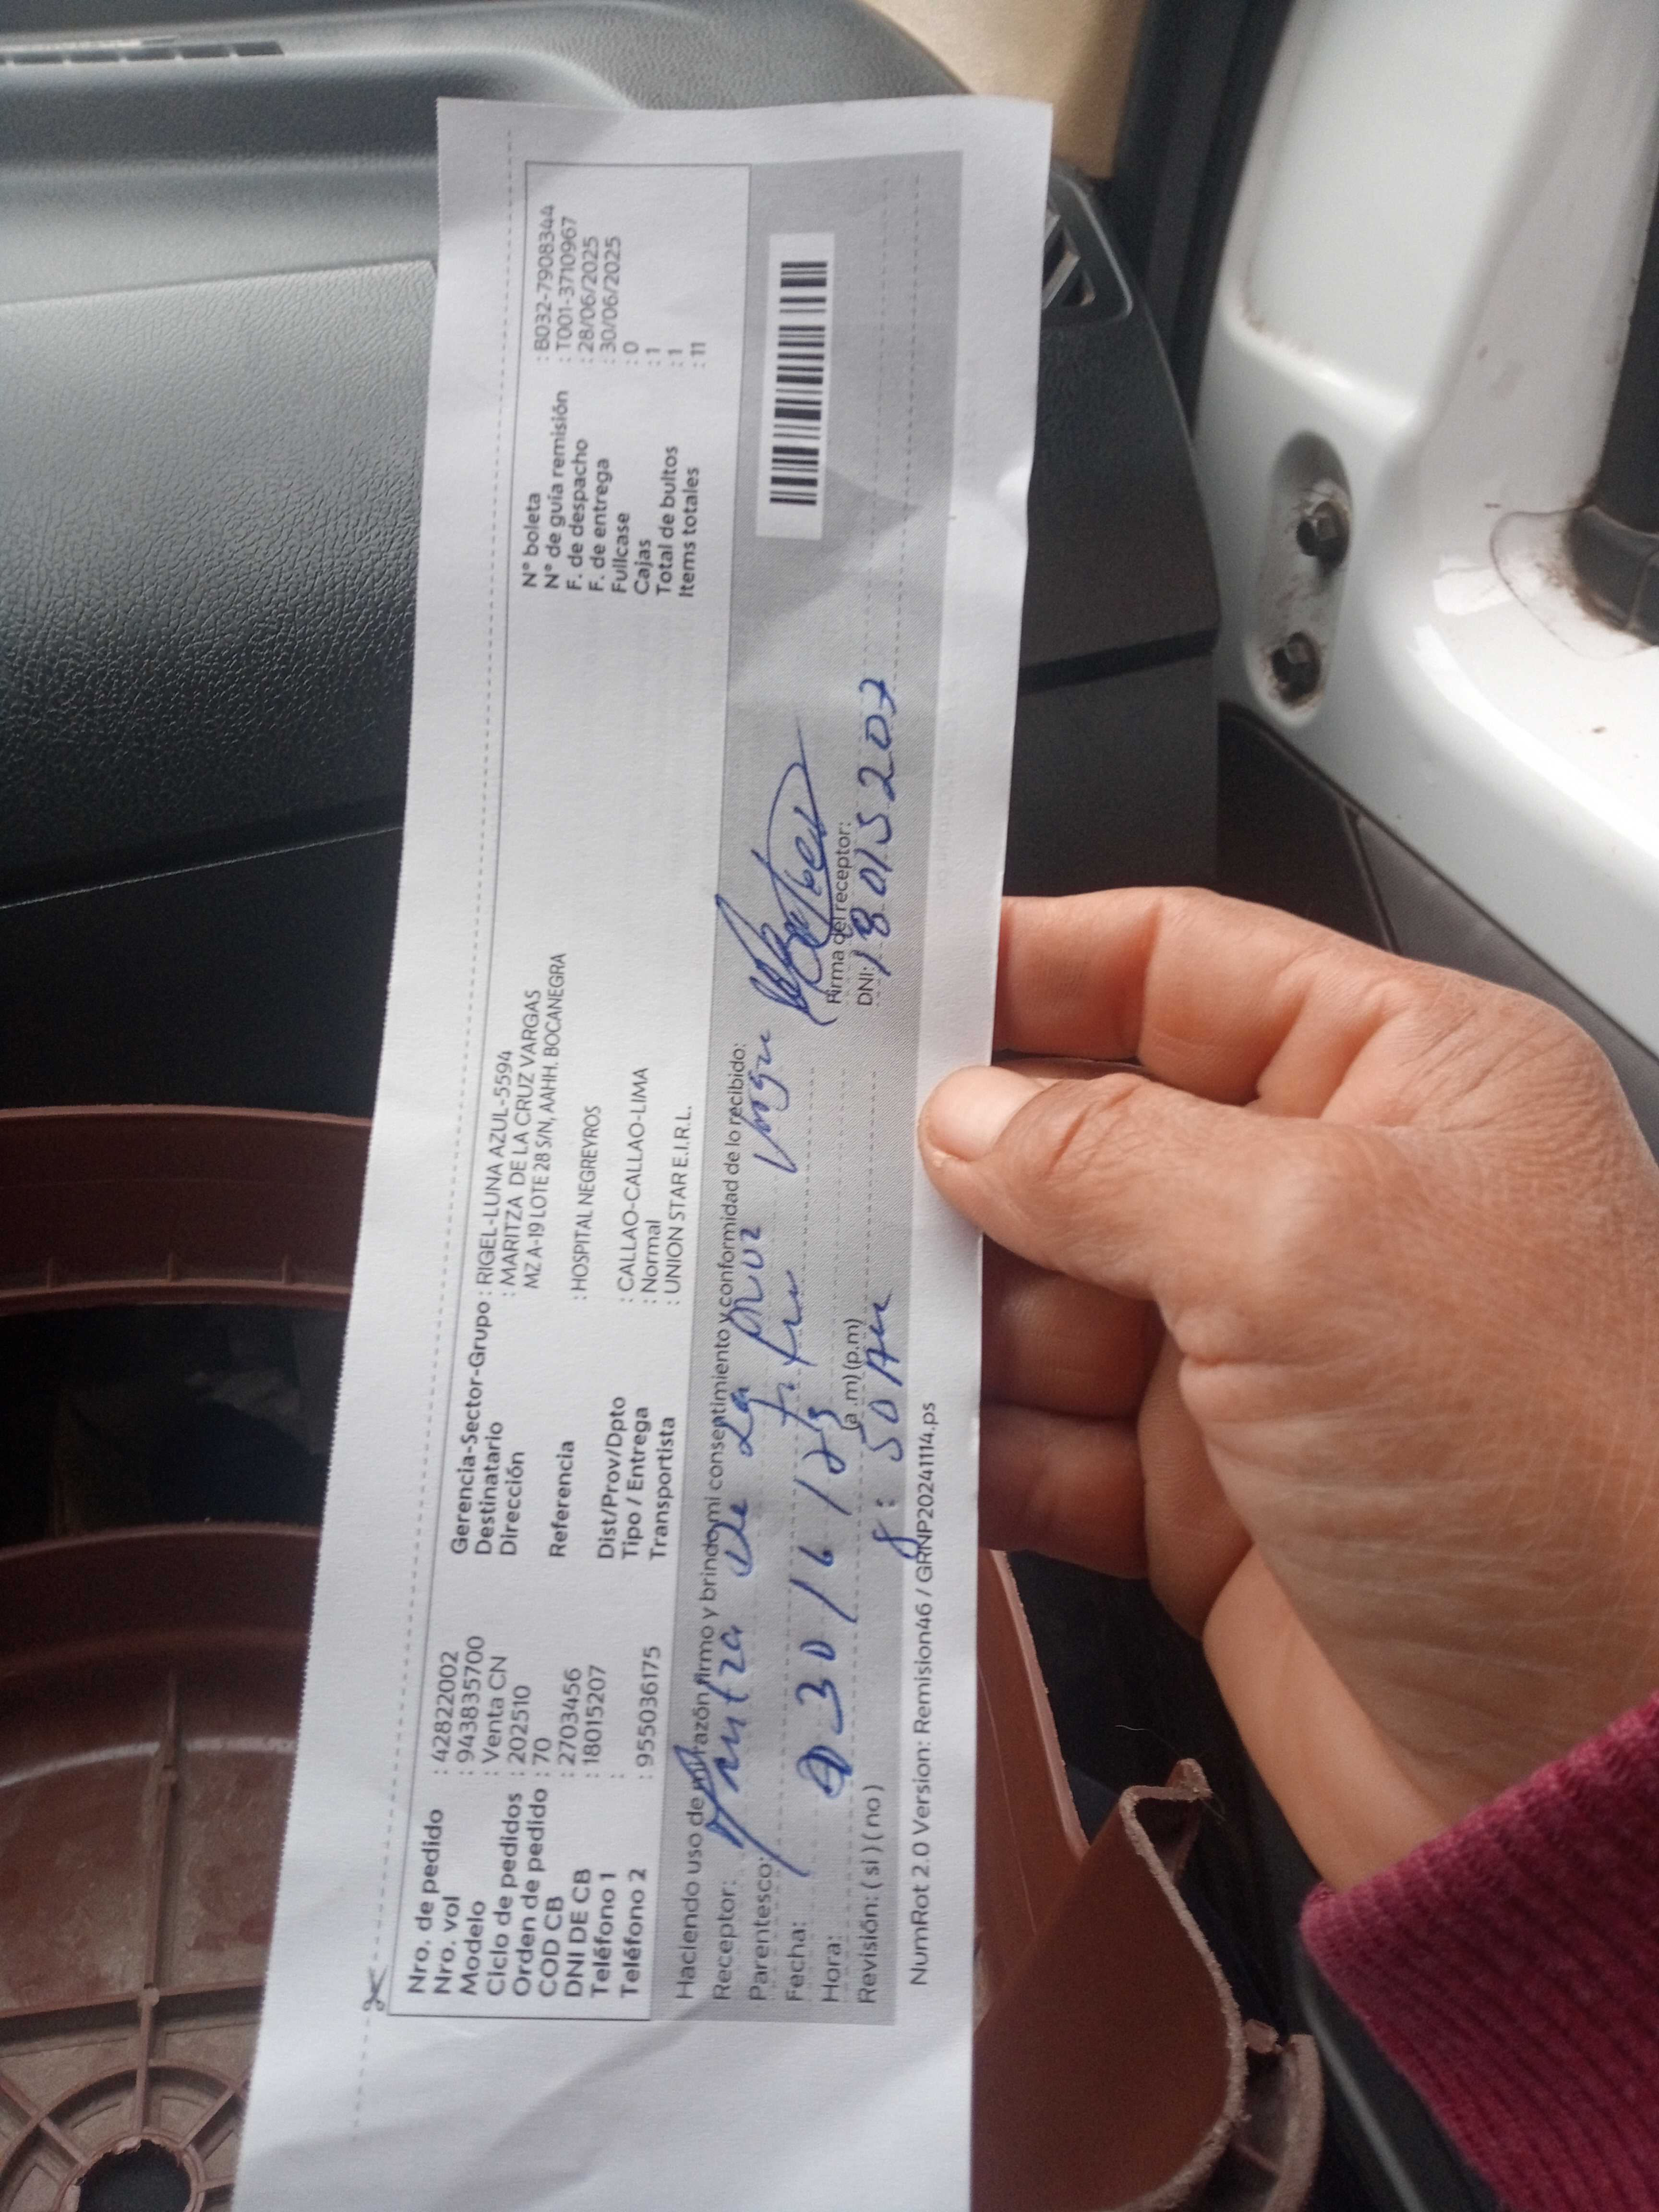 Nro. de pedido : 42822002
Nro. vol : 943835700
Modelo : Venta CN
Ciclo de pedidos : 202510
Orden de pedido : 70
COD CB : 2703456
DNI DE CB : 18015207
Teléfono 1 :
Teléfono 2 : 955036175
Gerencia-Sector-Grupo : RIGEL-LUNA AZUL-5594
Destinatario : MARITZA DE LA CRUZ VARGAS
Dirección MZ A-19 LOTE 28 S/N, AAHH. BOCANEGRA
Referencia : HOSPITAL NEGREYROS
Dist/Prov/Dpto : CALLAO-CALLAO-LIMA
Tipo / Entrega : Normal
Transportista : UNION STAR E.I.R.L.
N° boleta : B032-7908344
N° de guía remisión : T001-3710967
F. de despacho : 28/06/2025
F. de entrega : 30/06/2025
Fullcase : 0
Cajas : 1
Total de bultos : 1
Items totales : 11
Haciendo uso de mi razón firmo y brindo mi consentimiento y conformidad de lo recibido:
Receptor: de La Cruz
Parentesco:
Fecha: 30/6/25
Hora: (a.m) (p.m) 8:50 AM
Revisión: ( si ) ( no )
Firma del receptor:
DNI: 18015207
NumRot 2.0 Version: Remision46 / GRNP20241114.ps